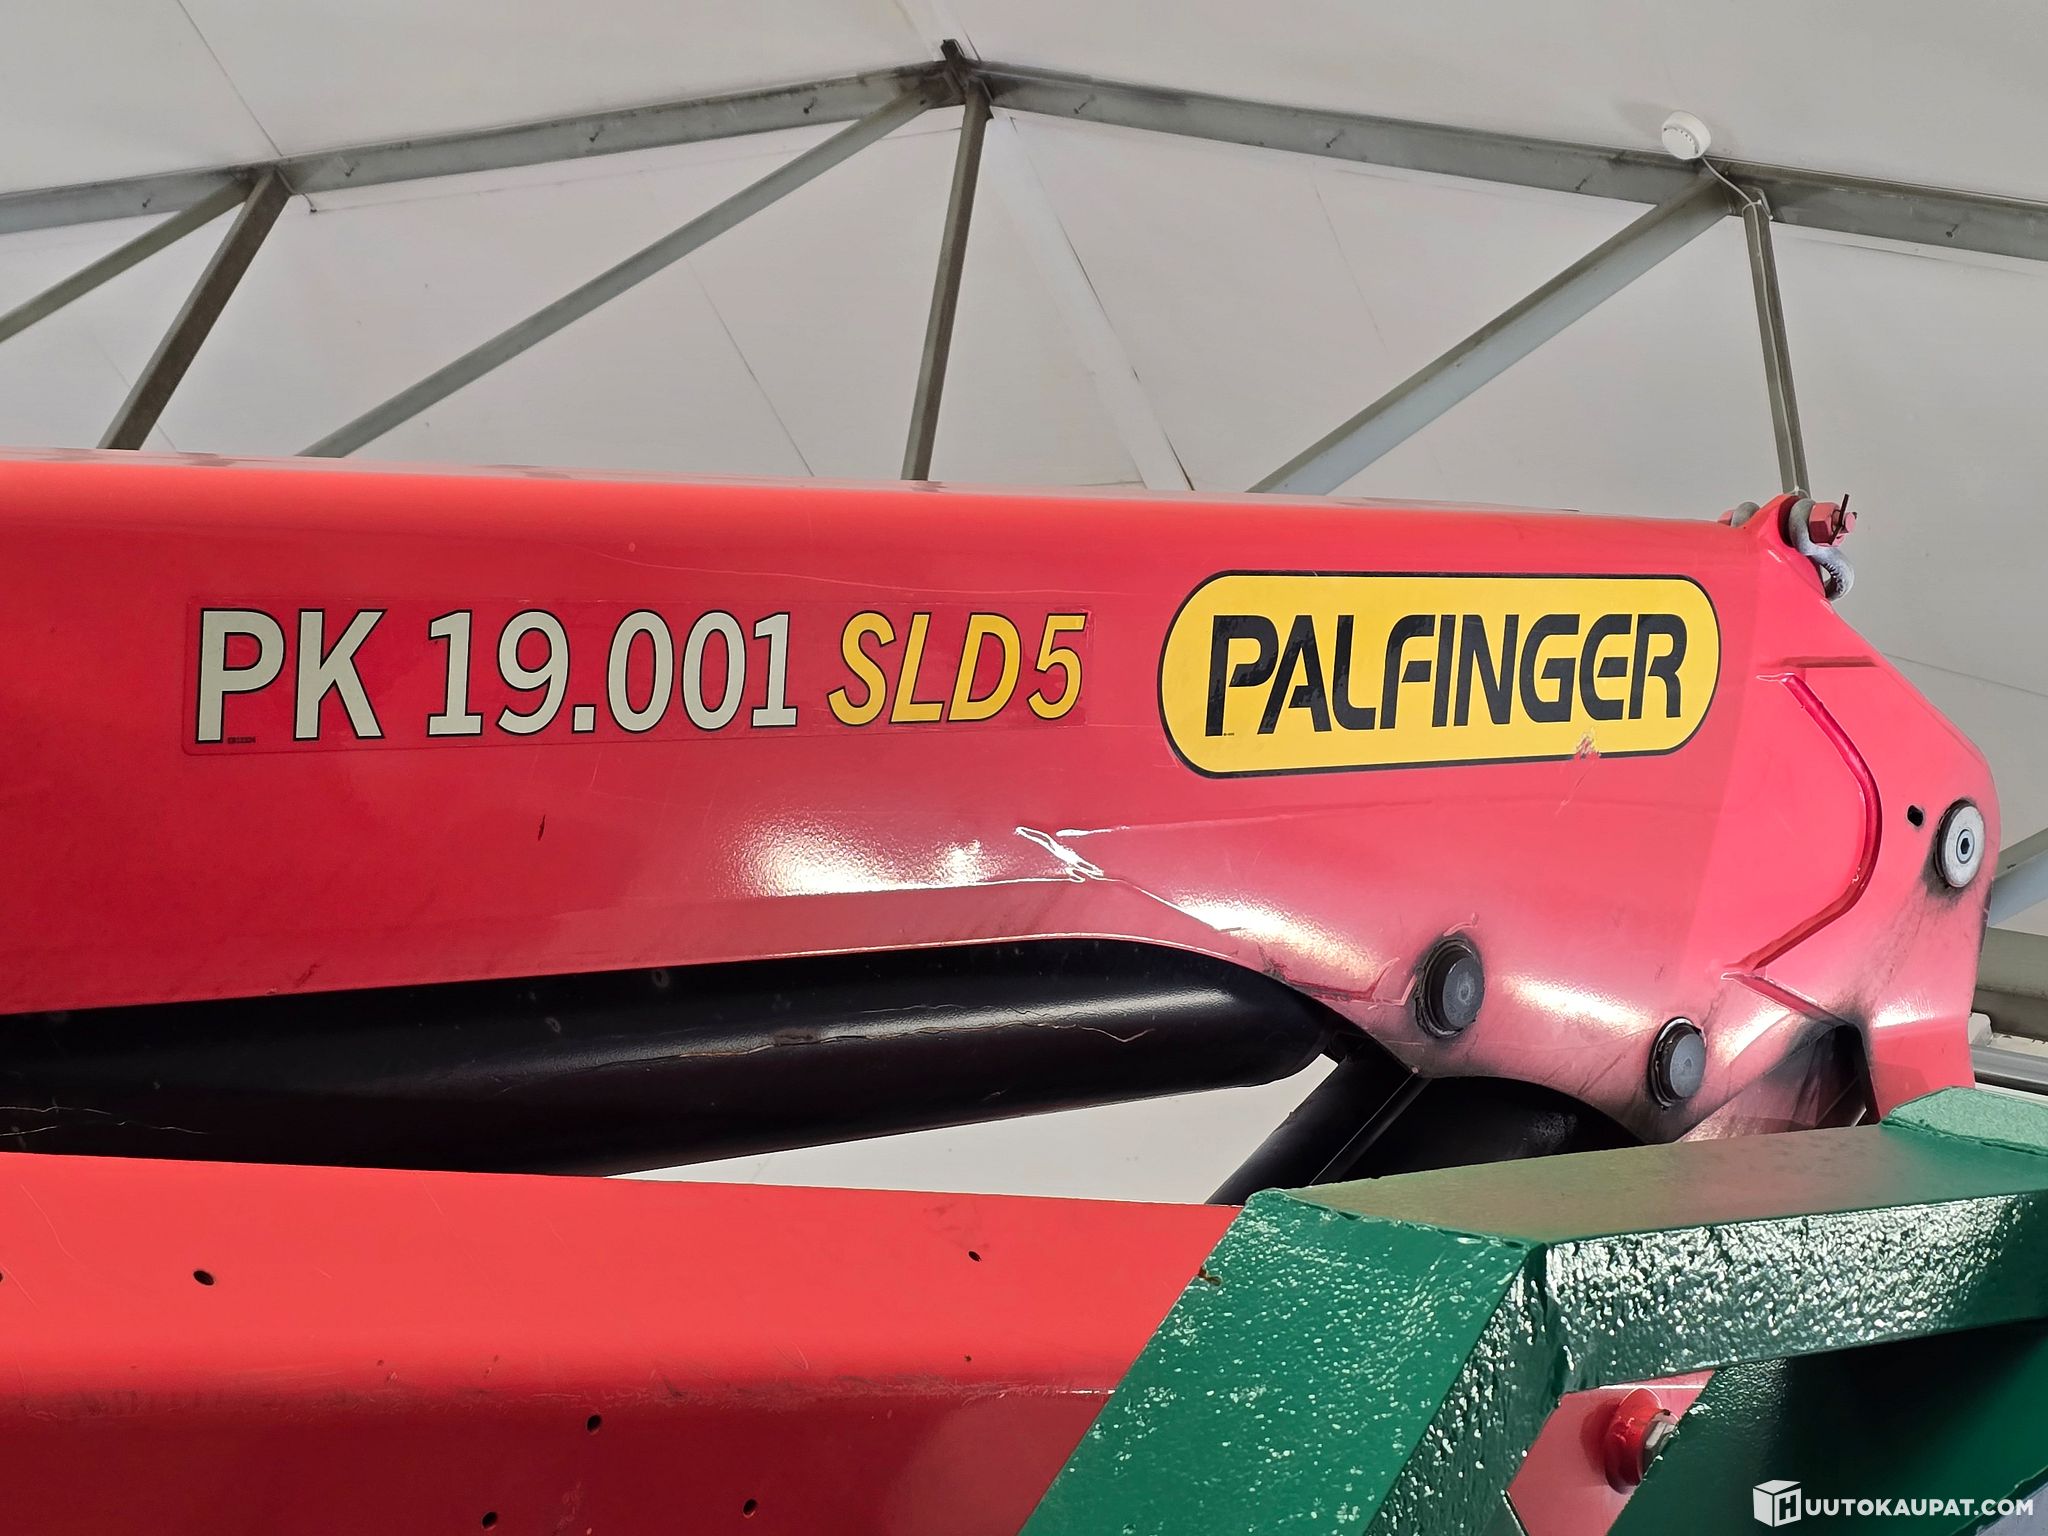 PK 19.001 SLD5
PALFINGER
HUUTOKAUPAT.COM